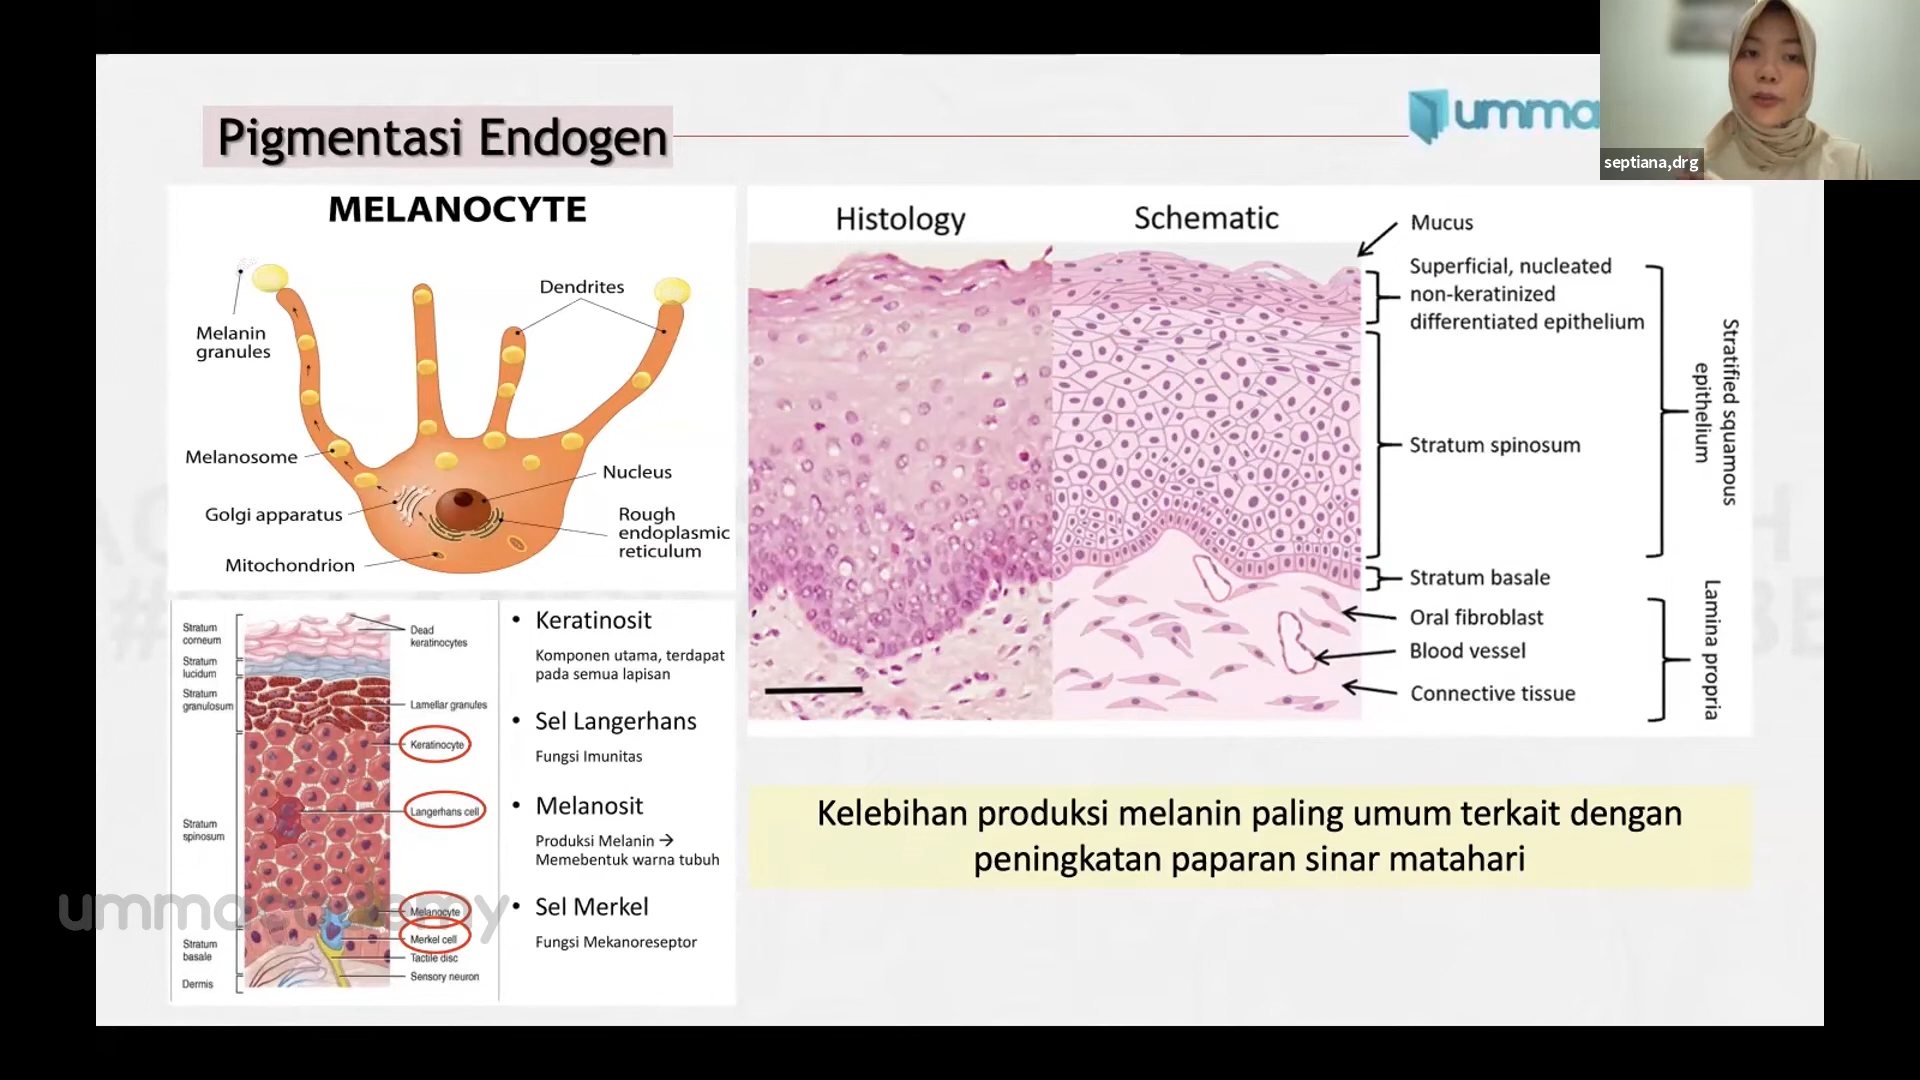 Pigmentasi Endogen
umma
septiana,drg
MELANOCYTE
Melanin
granules
Dendrites
Melanosome
Nucleus
Golgi apparatus
Rough
endoplasmic
reticulum
Mitochondrion
Histology
Schematic
Mucus
Superficial, nucleated
non-keratinized
differentiated epithelium
Stratum spinosum
Stratum basale
Oral fibroblast
Blood vessel
Connective tissue
Stratified squamous
epithelium
Lamina propria
Stratum
corneum
Stratum
lucidum
Stratum
granulosum
Stratum
spinosum
Stratum
basale
Dermis
Dead
keratinocytes
Lamellar granules
Keratinocyte
Langerhans cell
Melanocyte
Merkel cell
Tactile disc
Sensory neuron
• Keratinosit
Komponen utama, terdapat
pada semua lapisan
• Sel Langerhans
Fungsi Imunitas
• Melanosit
Produksi Melanin →
Memebentuk warna tubuh
• Sel Merkel
Fungsi Mekanoreseptor
Kelebihan produksi melanin paling umum terkait dengan
peningkatan paparan sinar matahari
ummacademy